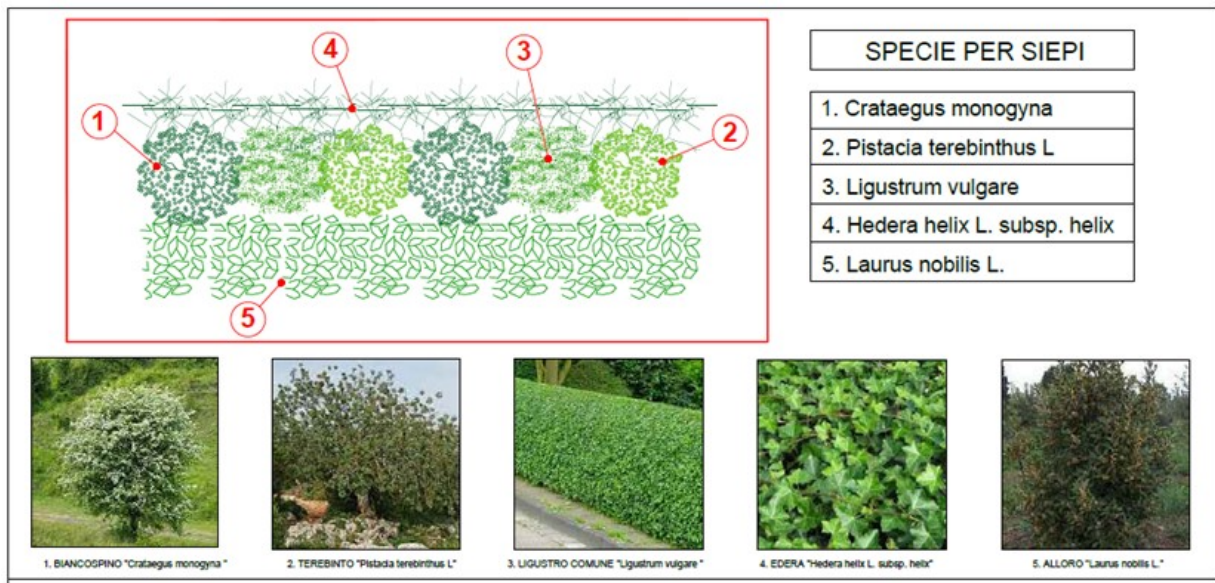 4
3
1
2
5
SPECIE PER SIEPI
1. Crataegus monogyna
2. Pistacia terebinthus L
3. Ligustrum vulgare
4. Hedera helix L. subsp. helix
5. Laurus nobilis L.
1. BIANCOSPINO "Crataegus monogyna "
2. TEREBINTO "Pistacia terebinthus L"
3. LIGUSTRO COMUNE "Ligustrum vulgare "
4. EDERA "Hedera helix L. subsp. helix"
5. ALLORO "Laurus nobilis L."